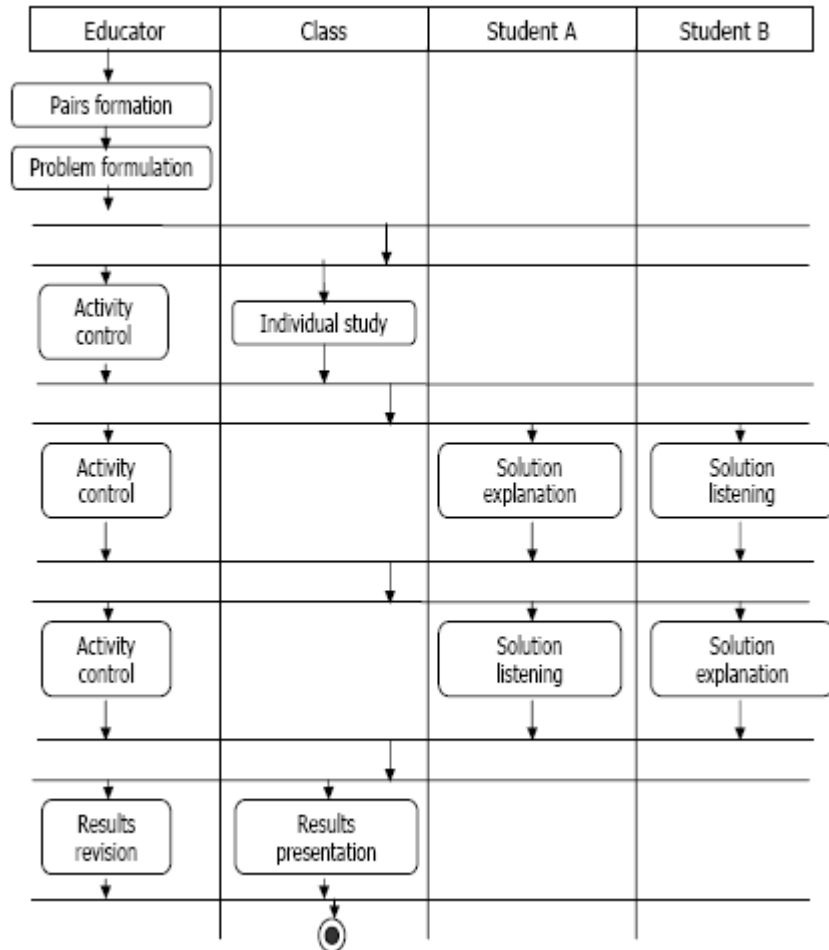 Educator Class Student A Student B
Pairs formation
Problem formulation
Activity
control
Individual study
Activity
control
Solution
explanation
Solution
listening
Activity
control
Solution
listening
Solution
explanation
Results
revision
Results
presentation